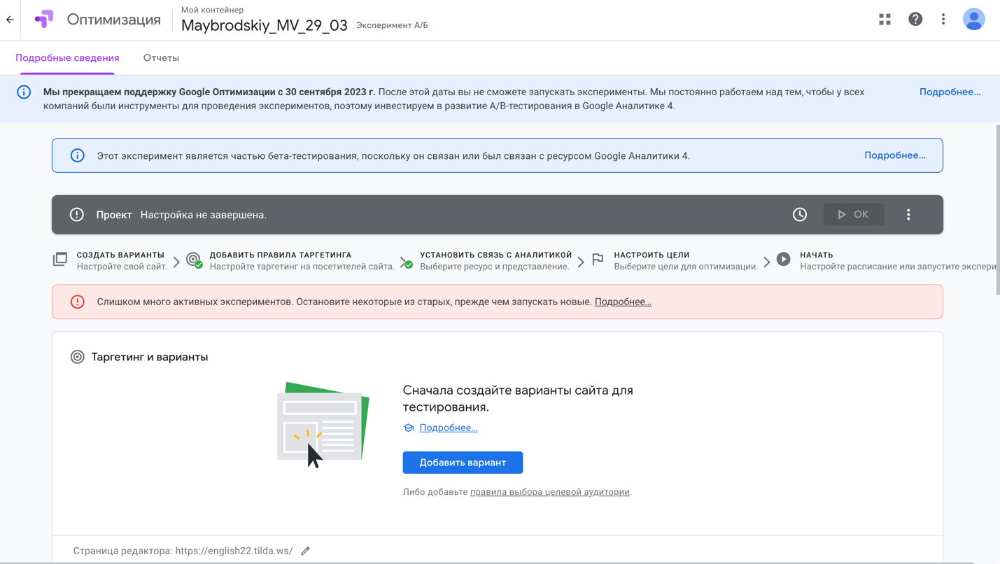 Оптимизация
Мой контейнер
Maybrodskiy_MV_29_03 Эксперимент А/Б
Подробные сведения Отчеты
Мы прекращаем поддержку Google Оптимизации с 30 сентября 2023 г. После этой даты вы не сможете запускать эксперименты. Мы постоянно работаем над тем, чтобы у всех
компаний были инструменты для проведения экспериментов, поэтому инвестируем в развитие A/B-тестирования в Google Аналитике 4.
Подробнее…
Этот эксперимент является частью бета-тестирования, поскольку он связан или был связан с ресурсом Google Аналитики 4. Подробнее…
Проект Настройка не завершена. ОК
СОЗДАТЬ ВАРИАНТЫ
Настройте свой сайт.
ДОБАВИТЬ ПРАВИЛА ТАРГЕТИНГА
Настройте таргетинг на посетителей сайта.
УСТАНОВИТЬ СВЯЗЬ С АНАЛИТИКОЙ
Выберите ресурс и представление.
НАСТРОИТЬ ЦЕЛИ
Выберите цели для оптимизации.
НАЧАТЬ
Настройте расписание или запустите экспери
Слишком много активных экспериментов. Остановите некоторые из старых, прежде чем запускать новые. Подробнее…
Таргетинг и варианты
Сначала создайте варианты сайта для
тестирования.
Подробнее…
Добавить вариант
Либо добавьте правила выбора целевой аудитории.
Страница редактора: https://english22.tilda.ws/